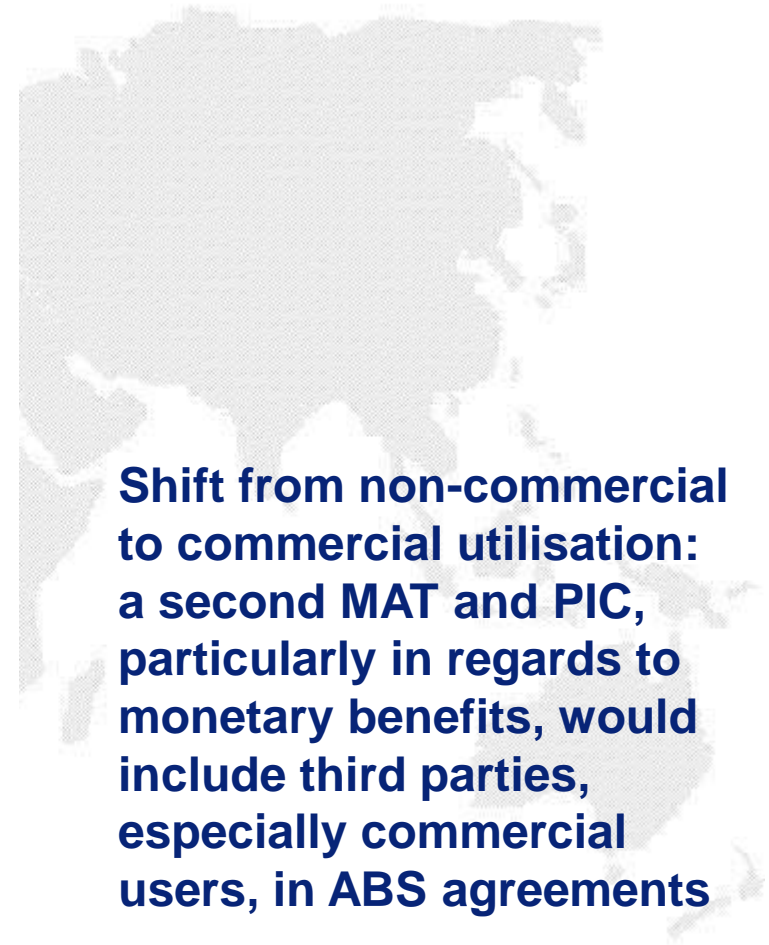 Shift from non-commercial
to commercial utilisation:
a second MAT and PIC,
particularly in regards to
monetary benefits, would
include third parties,
especially commercial
users, in ABS agreements